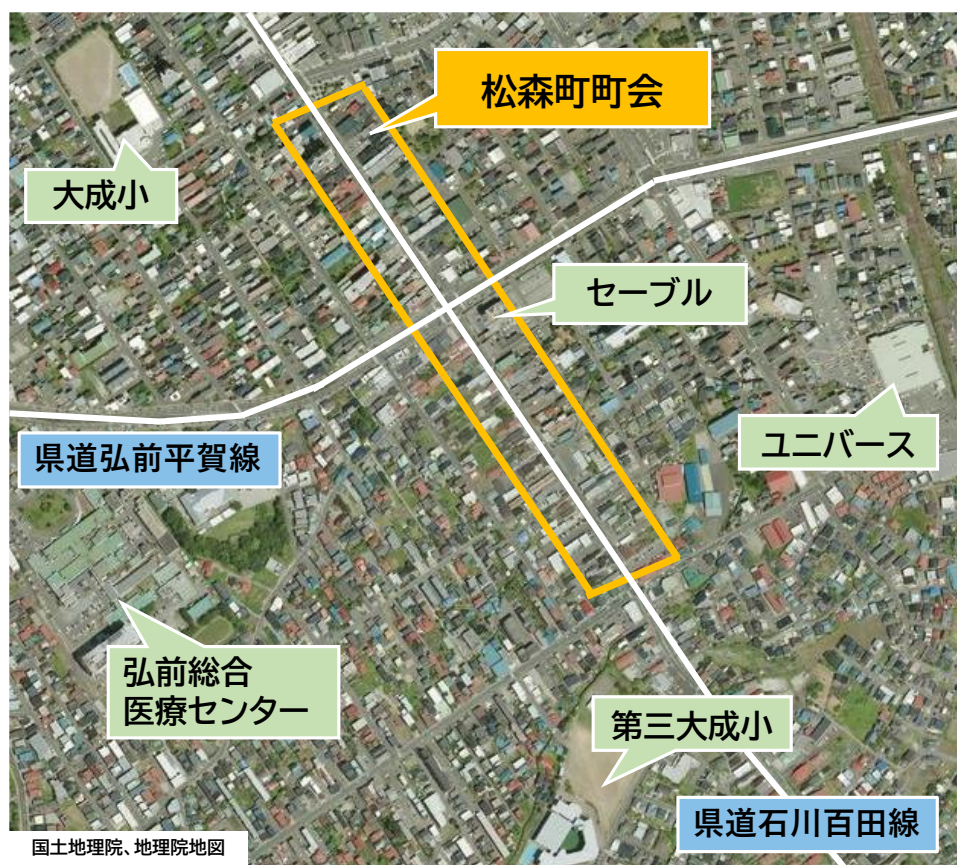 松森町町会
大成小
セーブル
ユニバース
県道弘前平賀線
弘前総合
医療センター
第三大成小
県道石川百田線
国土地理院、地理院地図